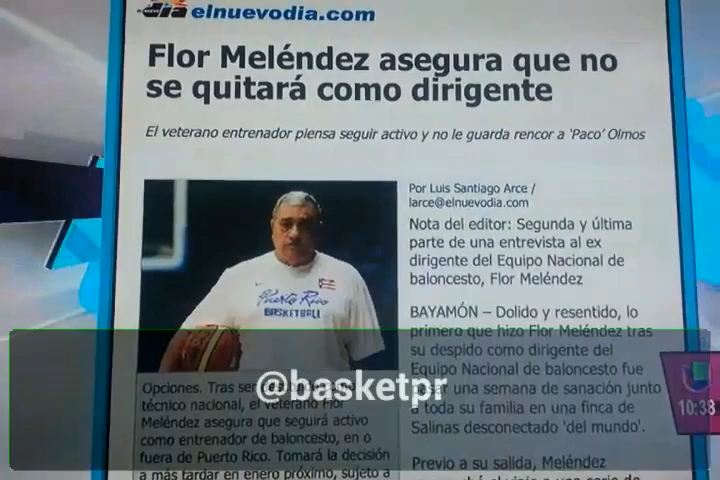 elnuevodia.com
Flor Meléndez asegura que no
se quitará como dirigente
El veterano entrenador piensa seguir activo y no le guarda rencor a 'Paco' Olmos
Por Luis Santiago Arce /
larce@elnuevodia.com
Nota del editor: Segunda y última
parte de una entrevista al ex
dirigente del Equipo Nacional de
baloncesto, Flor Meléndez
Puerto Rico
BASKETBALL
BAYAMÓN – Dolido y resentido, lo
primero que hizo Flor Meléndez tras
su despido como dirigente del
Equipo Nacional de baloncesto fue
pasar una semana de sanación junto
a toda su familia en una finca de
Salinas desconectado 'del mundo'.
Previo a su salida, Meléndez
Opciones. Tras ser
técnico nacional, el veterano Flor
Meléndez asegura que seguirá activo
como entrenador de baloncesto, en o
fuera de Puerto Rico. Tomará la decisión
a más tardar en enero próximo, sujeto a
@basketpr
10:38